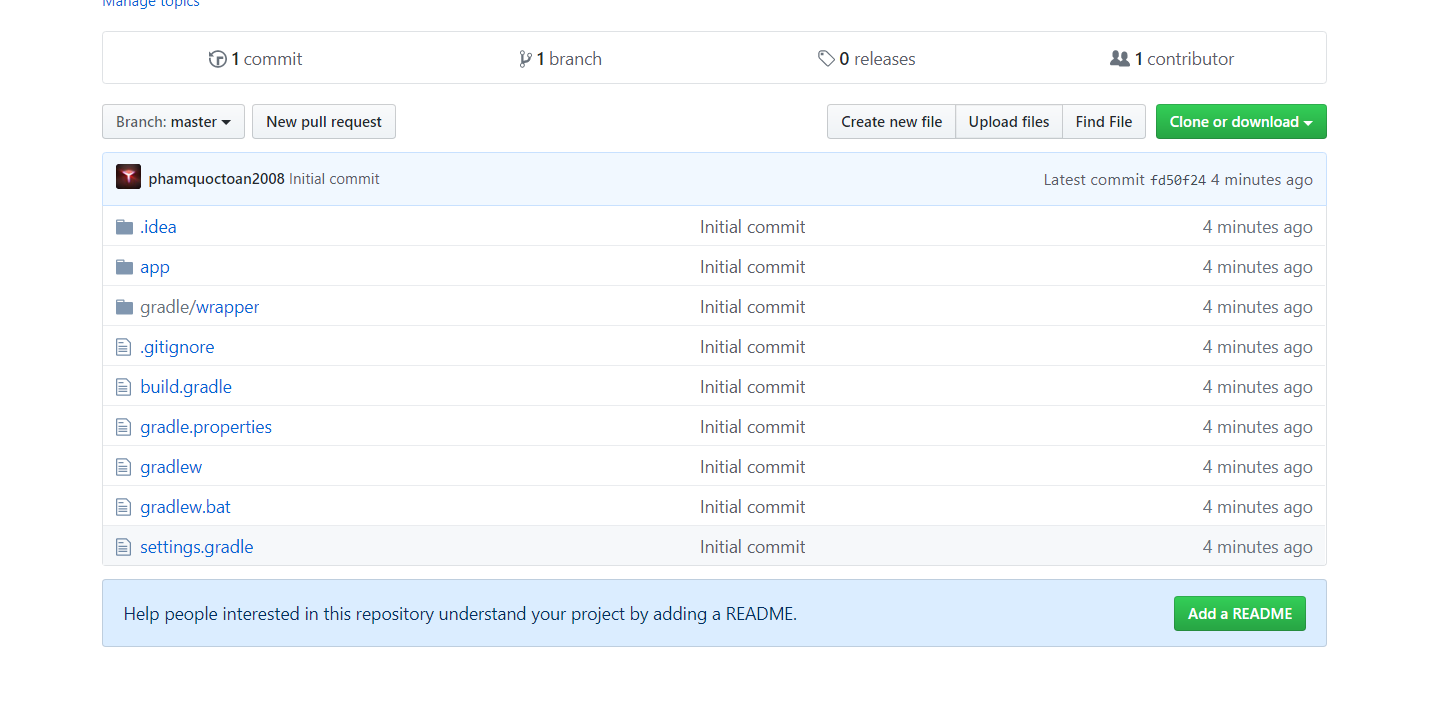 Manage topics
1 commit 1 branch 0 releases 1 contributor
Branch: master New pull request Create new file Upload files Find File Clone or download
phamquoctoan2008 Initial commit Latest commit fd50f24 4 minutes ago
.idea Initial commit 4 minutes ago
app Initial commit 4 minutes ago
gradle/wrapper Initial commit 4 minutes ago
.gitignore Initial commit 4 minutes ago
build.gradle Initial commit 4 minutes ago
gradle.properties Initial commit 4 minutes ago
gradlew Initial commit 4 minutes ago
gradlew.bat Initial commit 4 minutes ago
settings.gradle Initial commit 4 minutes ago
Help people interested in this repository understand your project by adding a README. Add a README